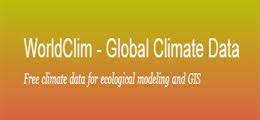 WorldClim - Global Climate Data
Free climate data for ecological modeling and GIS